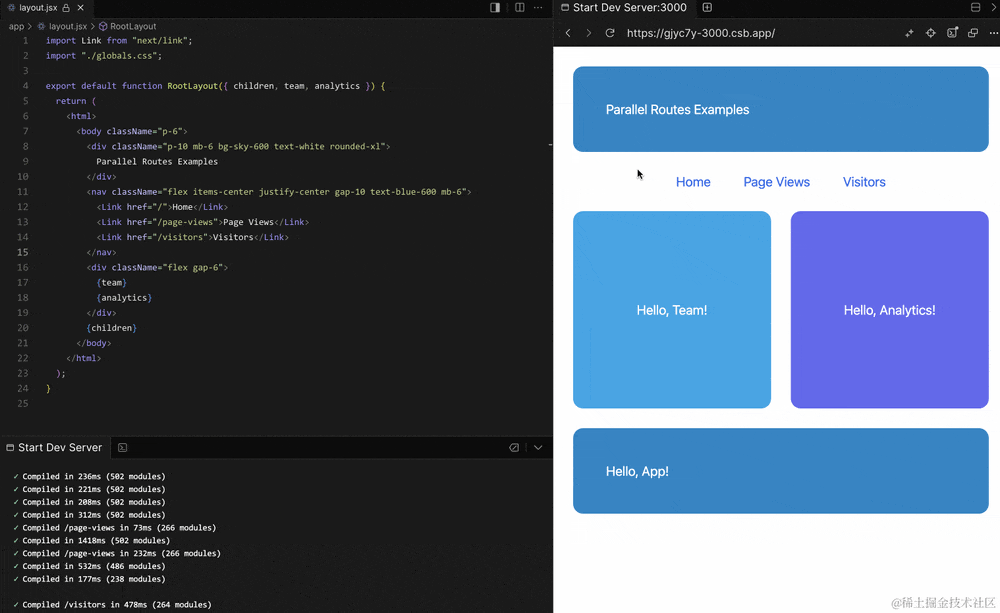 layout.jsx
app > layout.jsx > RootLayout
1 import Link from "next/link";
2 import "./globals.css";
3
4 export default function RootLayout({ children, team, analytics }) {
5 return (
6 <html>
7 <body className="p-6">
8 <div className="p-10 mb-6 bg-sky-600 text-white rounded-xl">
9 Parallel Routes Examples
10 </div>
11 <nav className="flex items-center justify-center gap-10 text-blue-600 mb-6">
12 <Link href="/">Home</Link>
13 <Link href="/page-views">Page Views</Link>
14 <Link href="/visitors">Visitors</Link>
15 </nav>
16 <div className="flex gap-6">
17 {team}
18 {analytics}
19 </div>
20 {children}
21 </body>
22 </html>
23 );
24 }
25
Start Dev Server
✓ Compiled in 236ms (502 modules)
✓ Compiled in 221ms (502 modules)
✓ Compiled in 208ms (502 modules)
✓ Compiled in 312ms (502 modules)
✓ Compiled /page-views in 73ms (266 modules)
✓ Compiled in 1418ms (502 modules)
✓ Compiled /page-views in 232ms (266 modules)
✓ Compiled in 532ms (486 modules)
✓ Compiled in 177ms (238 modules)
✓ Compiled /visitors in 478ms (264 modules)
Start Dev Server:3000
https://gjyc7y-3000.csb.app/
Parallel Routes Examples
Home Page Views Visitors
Hello, Team! Hello, Analytics!
Hello, App!
@稀土掘金技术社区